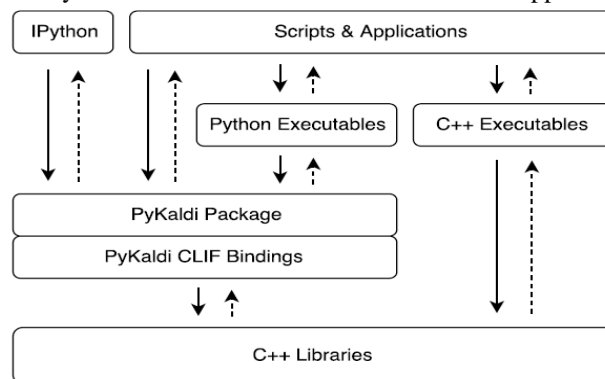 IPython
Scripts & Applications
Python Executables
C++ Executables
PyKaldi Package
PyKaldi CLIF Bindings
C++ Libraries